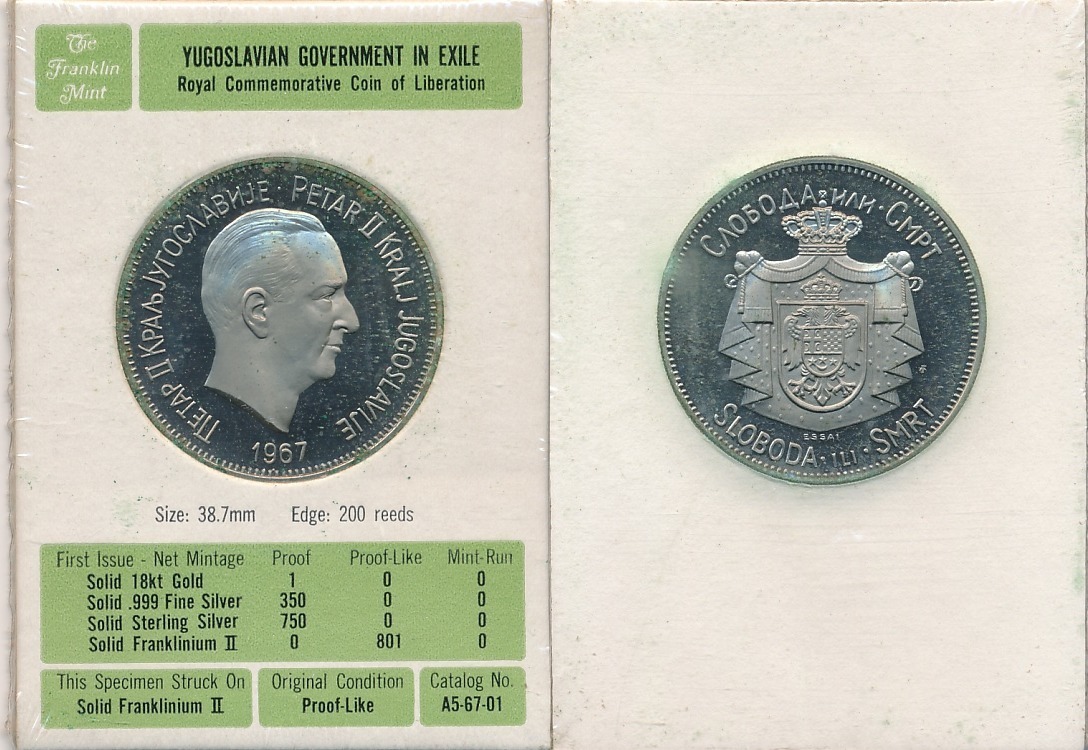 The
Franklin
Mint
YUGOSLAVIAN GOVERNMENT IN EXILE
Royal Commemorative Coin of Liberation
ПЕТАР II КРАЉ ЈУГОСЛАВИЈЕ · PETAR II KRALJ JUGOSLAVIJE
1967
Size: 38.7mm Edge: 200 reeds
First Issue - Net Mintage Proof Proof-Like Mint-Run
Solid 18kt Gold 1 0 0
Solid .999 Fine Silver 350 0 0
Solid Sterling Silver 750 0 0
Solid Franklinium II 0 801 0
This Specimen Struck On
Solid Franklinium II
Original Condition
Proof-Like
Catalog No.
A5-67-01
СЛОБОДА · ИЛИ · СМРТ
ESSAI
SLOBODA · ILI · SMRT